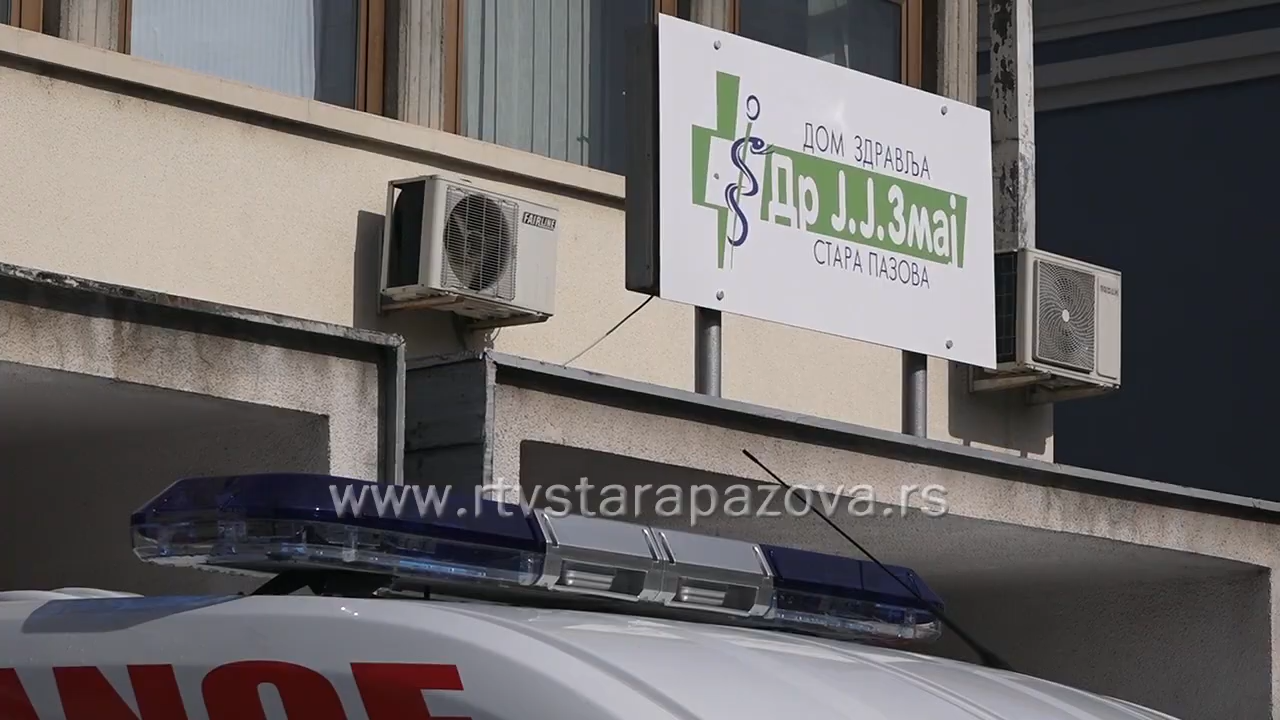 ДОМ ЗДРАВЉА
Др Ј.Ј.Змај
СТАРА ПАЗОВА
FAIRLINE
www.rtvstarapazova.rs